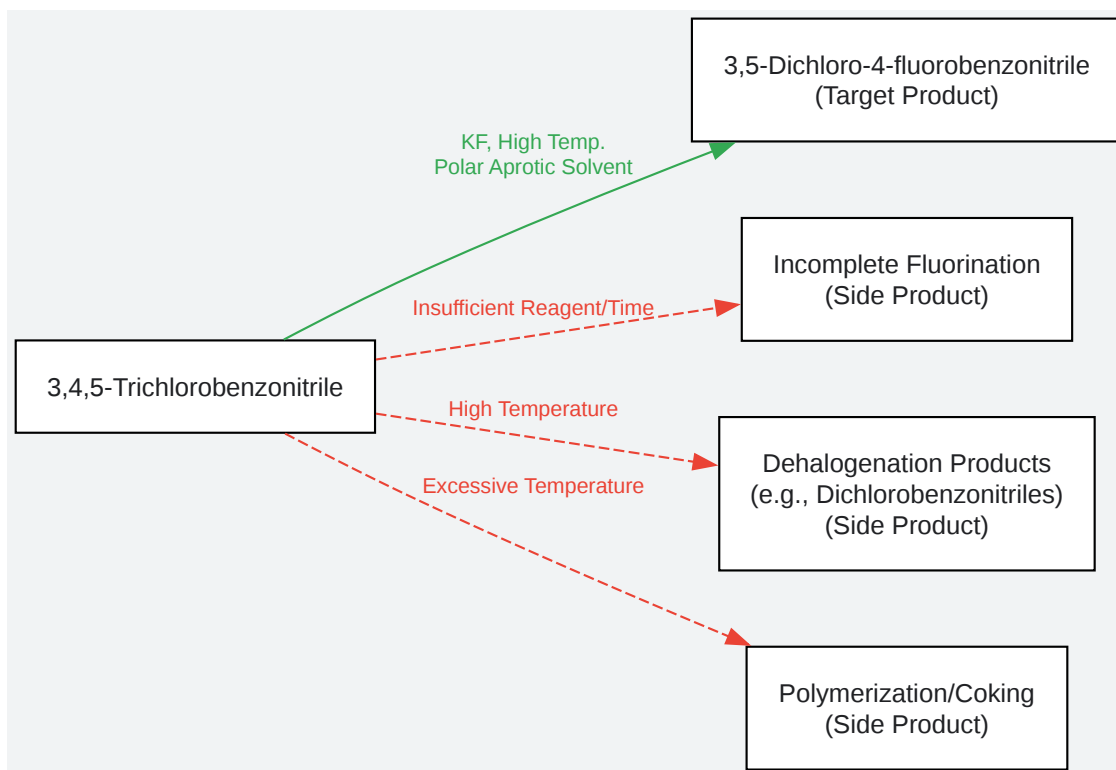 3,5-Dichloro-4-fluorobenzonitrile
(Target Product)
KF, High Temp.
Polar Aprotic Solvent
Incomplete Fluorination
(Side Product)
Insufficient Reagent/Time
3,4,5-Trichlorobenzonitrile
High Temperature
Dehalogenation Products
(e.g., Dichlorobenzonitriles)
(Side Product)
Excessive Temperature
Polymerization/Coking
(Side Product)